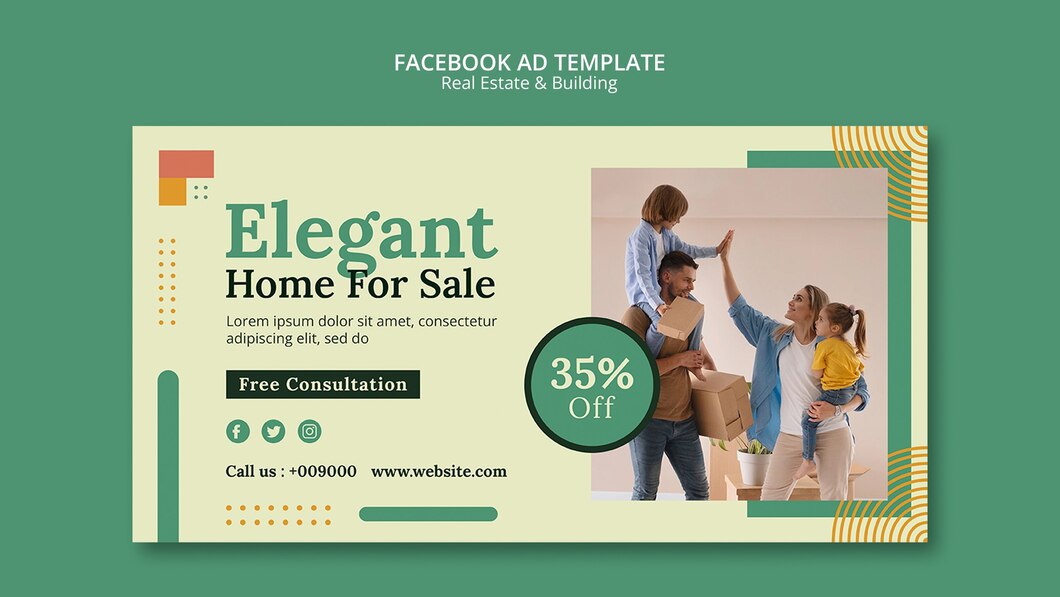 FACEBOOK AD TEMPLATE
Real Estate & Building
Elegant
Home For Sale
Lorem ipsum dolor sit amet, consectetur
adipiscing elit, sed do
Free Consultation
35%
Off
Call us : +009000 www.website.com